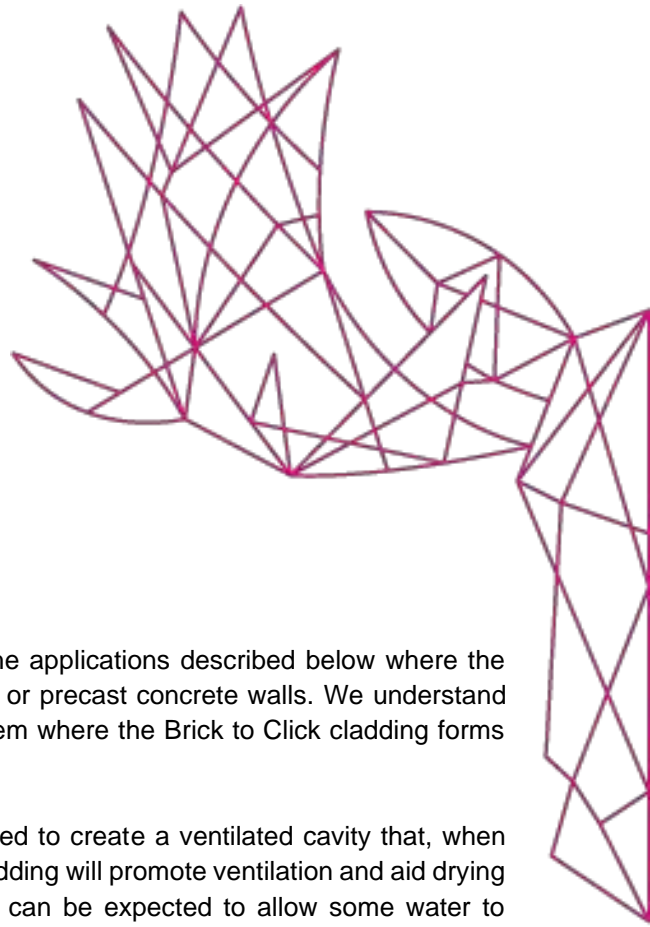 ne applications described below where the
or precast concrete walls. We understand
em where the Brick to Click cladding forms
ed to create a ventilated cavity that, when
dding will promote ventilation and aid drying
can be expected to allow some water to